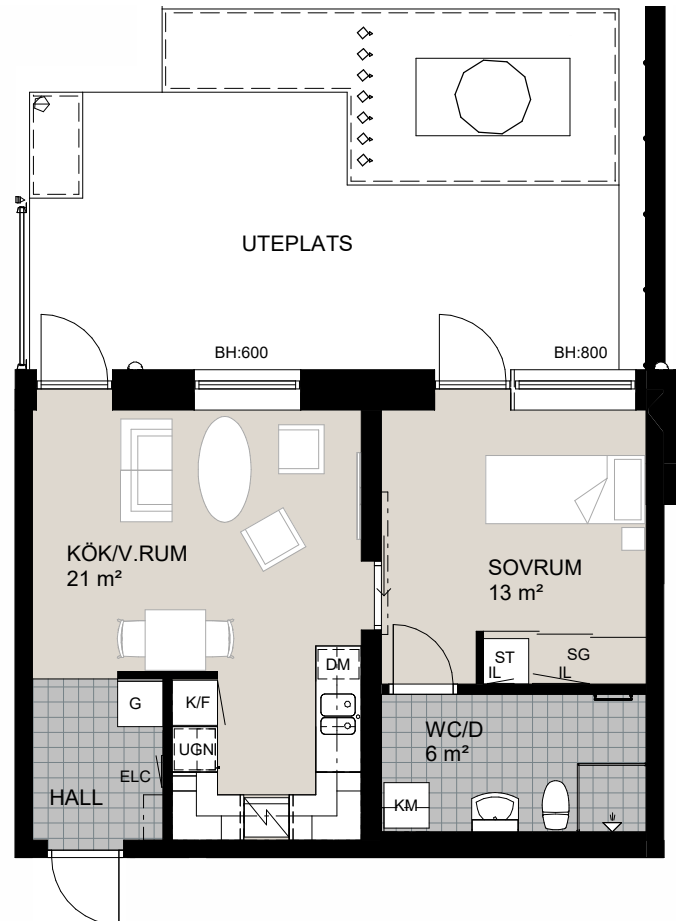 UTEPLATS
BH:600
BH:800
KÖK/V.RUM
21 m²
SOVRUM
13 m²
DM
ST
IL
SG
IL
G
K/F
UGN
WC/D
6 m²
ELC
HALL
KM